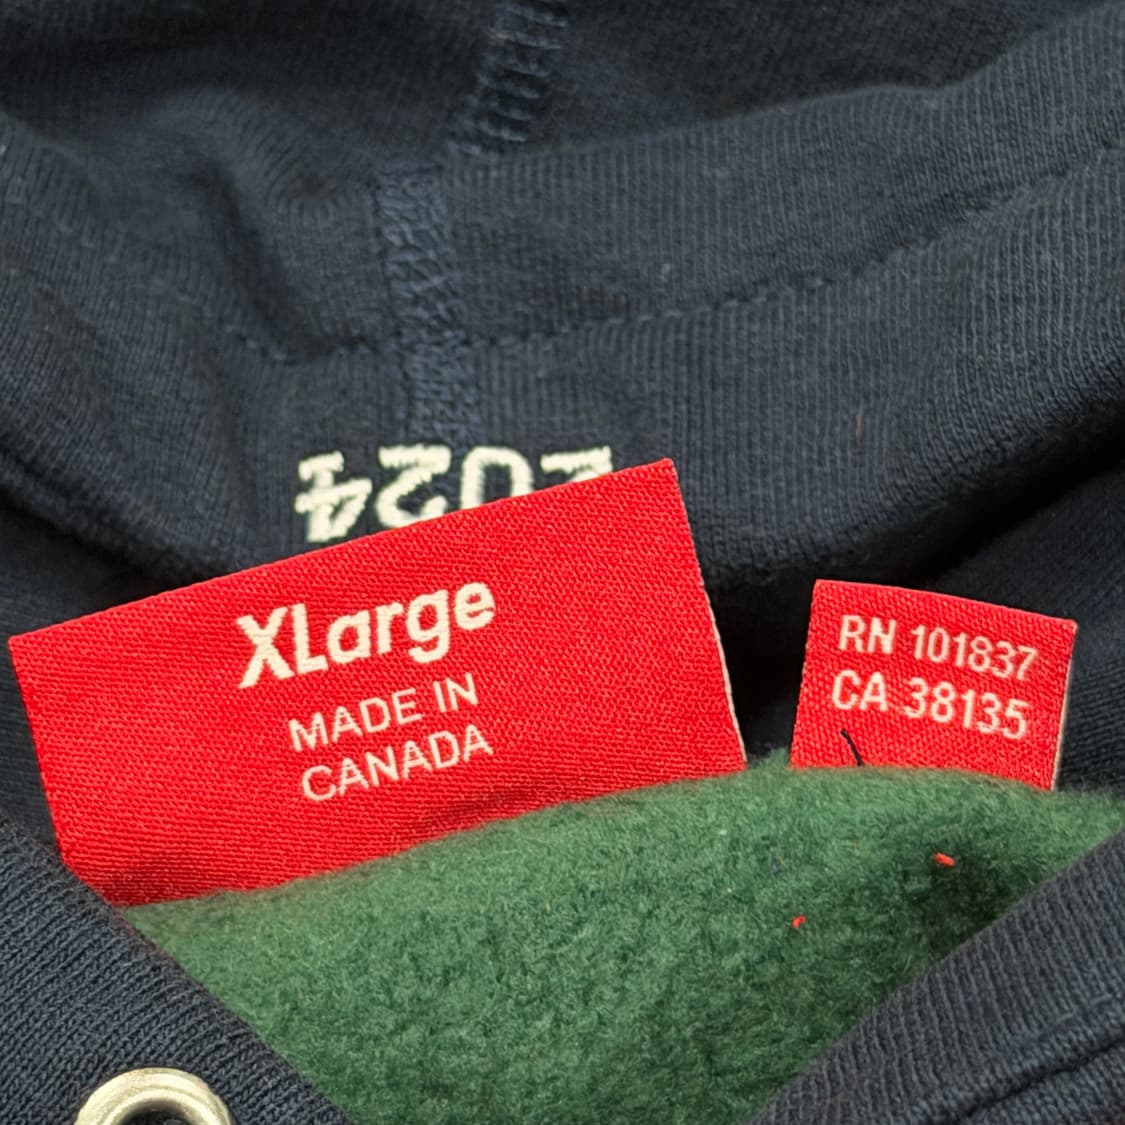 2024
XLarge
MADE IN
CANADA
RN 101837
CA 38135